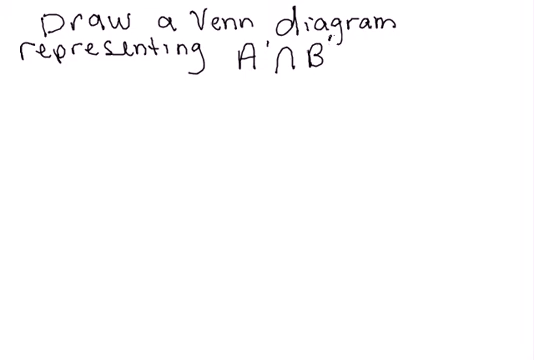 Draw a Venn diagram
representing A' ∩ B'